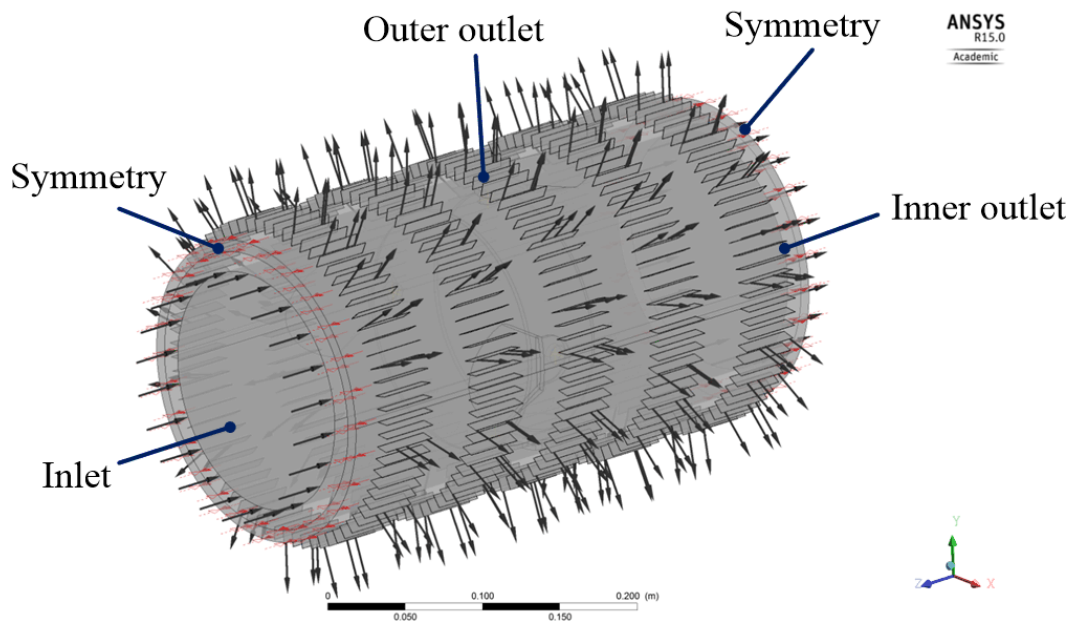 Outer outlet
Symmetry
ANSYS
R15.0
Academic
Symmetry
Inner outlet
Inlet
Y
Z
X
0 0.100 0.200 (m)
0.050 0.150